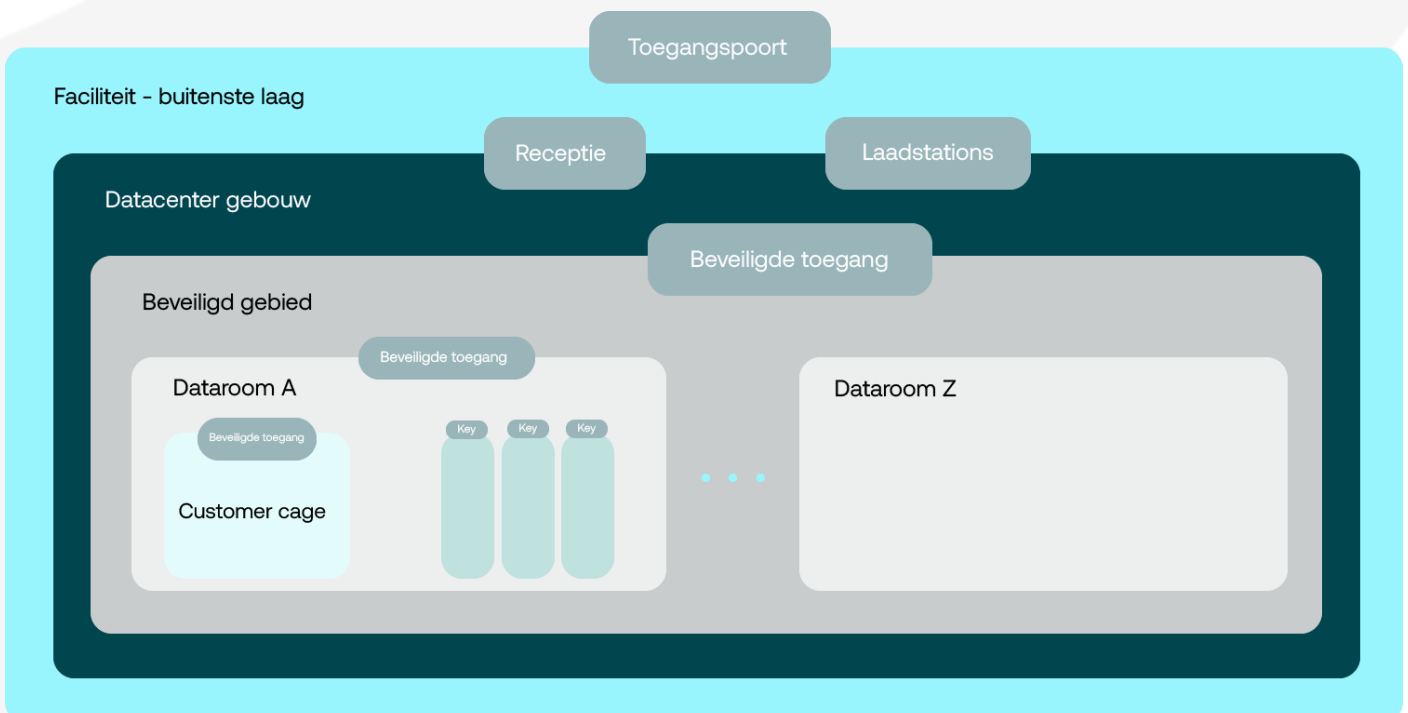 Toegangspoort
Faciliteit - buitenste laag
Receptie
Laadstations
Datacenter gebouw
Beveiligde toegang
Beveiligd gebied
Beveiligde toegang
Dataroom A
Dataroom Z
Beveiligde toegang
Key
Key
Key
Customer cage